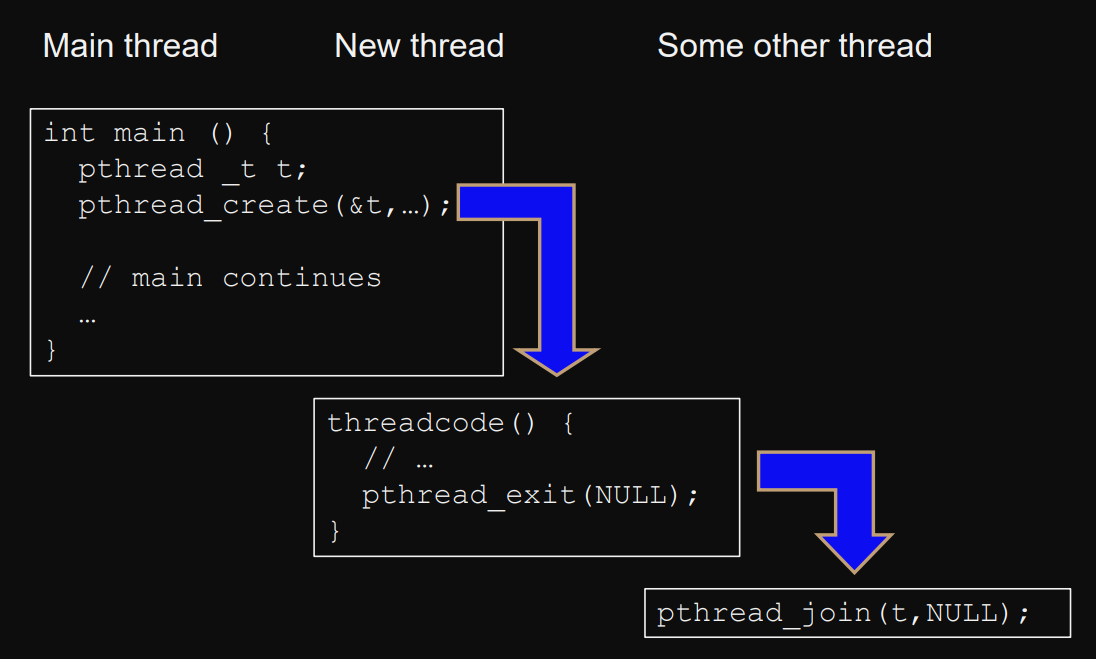 Main thread
New thread
Some other thread
int main () {
pthread _t t;
pthread_create(&t,…);
// main continues
…
}
threadcode() {
// …
pthread_exit(NULL);
}
pthread_join(t,NULL);